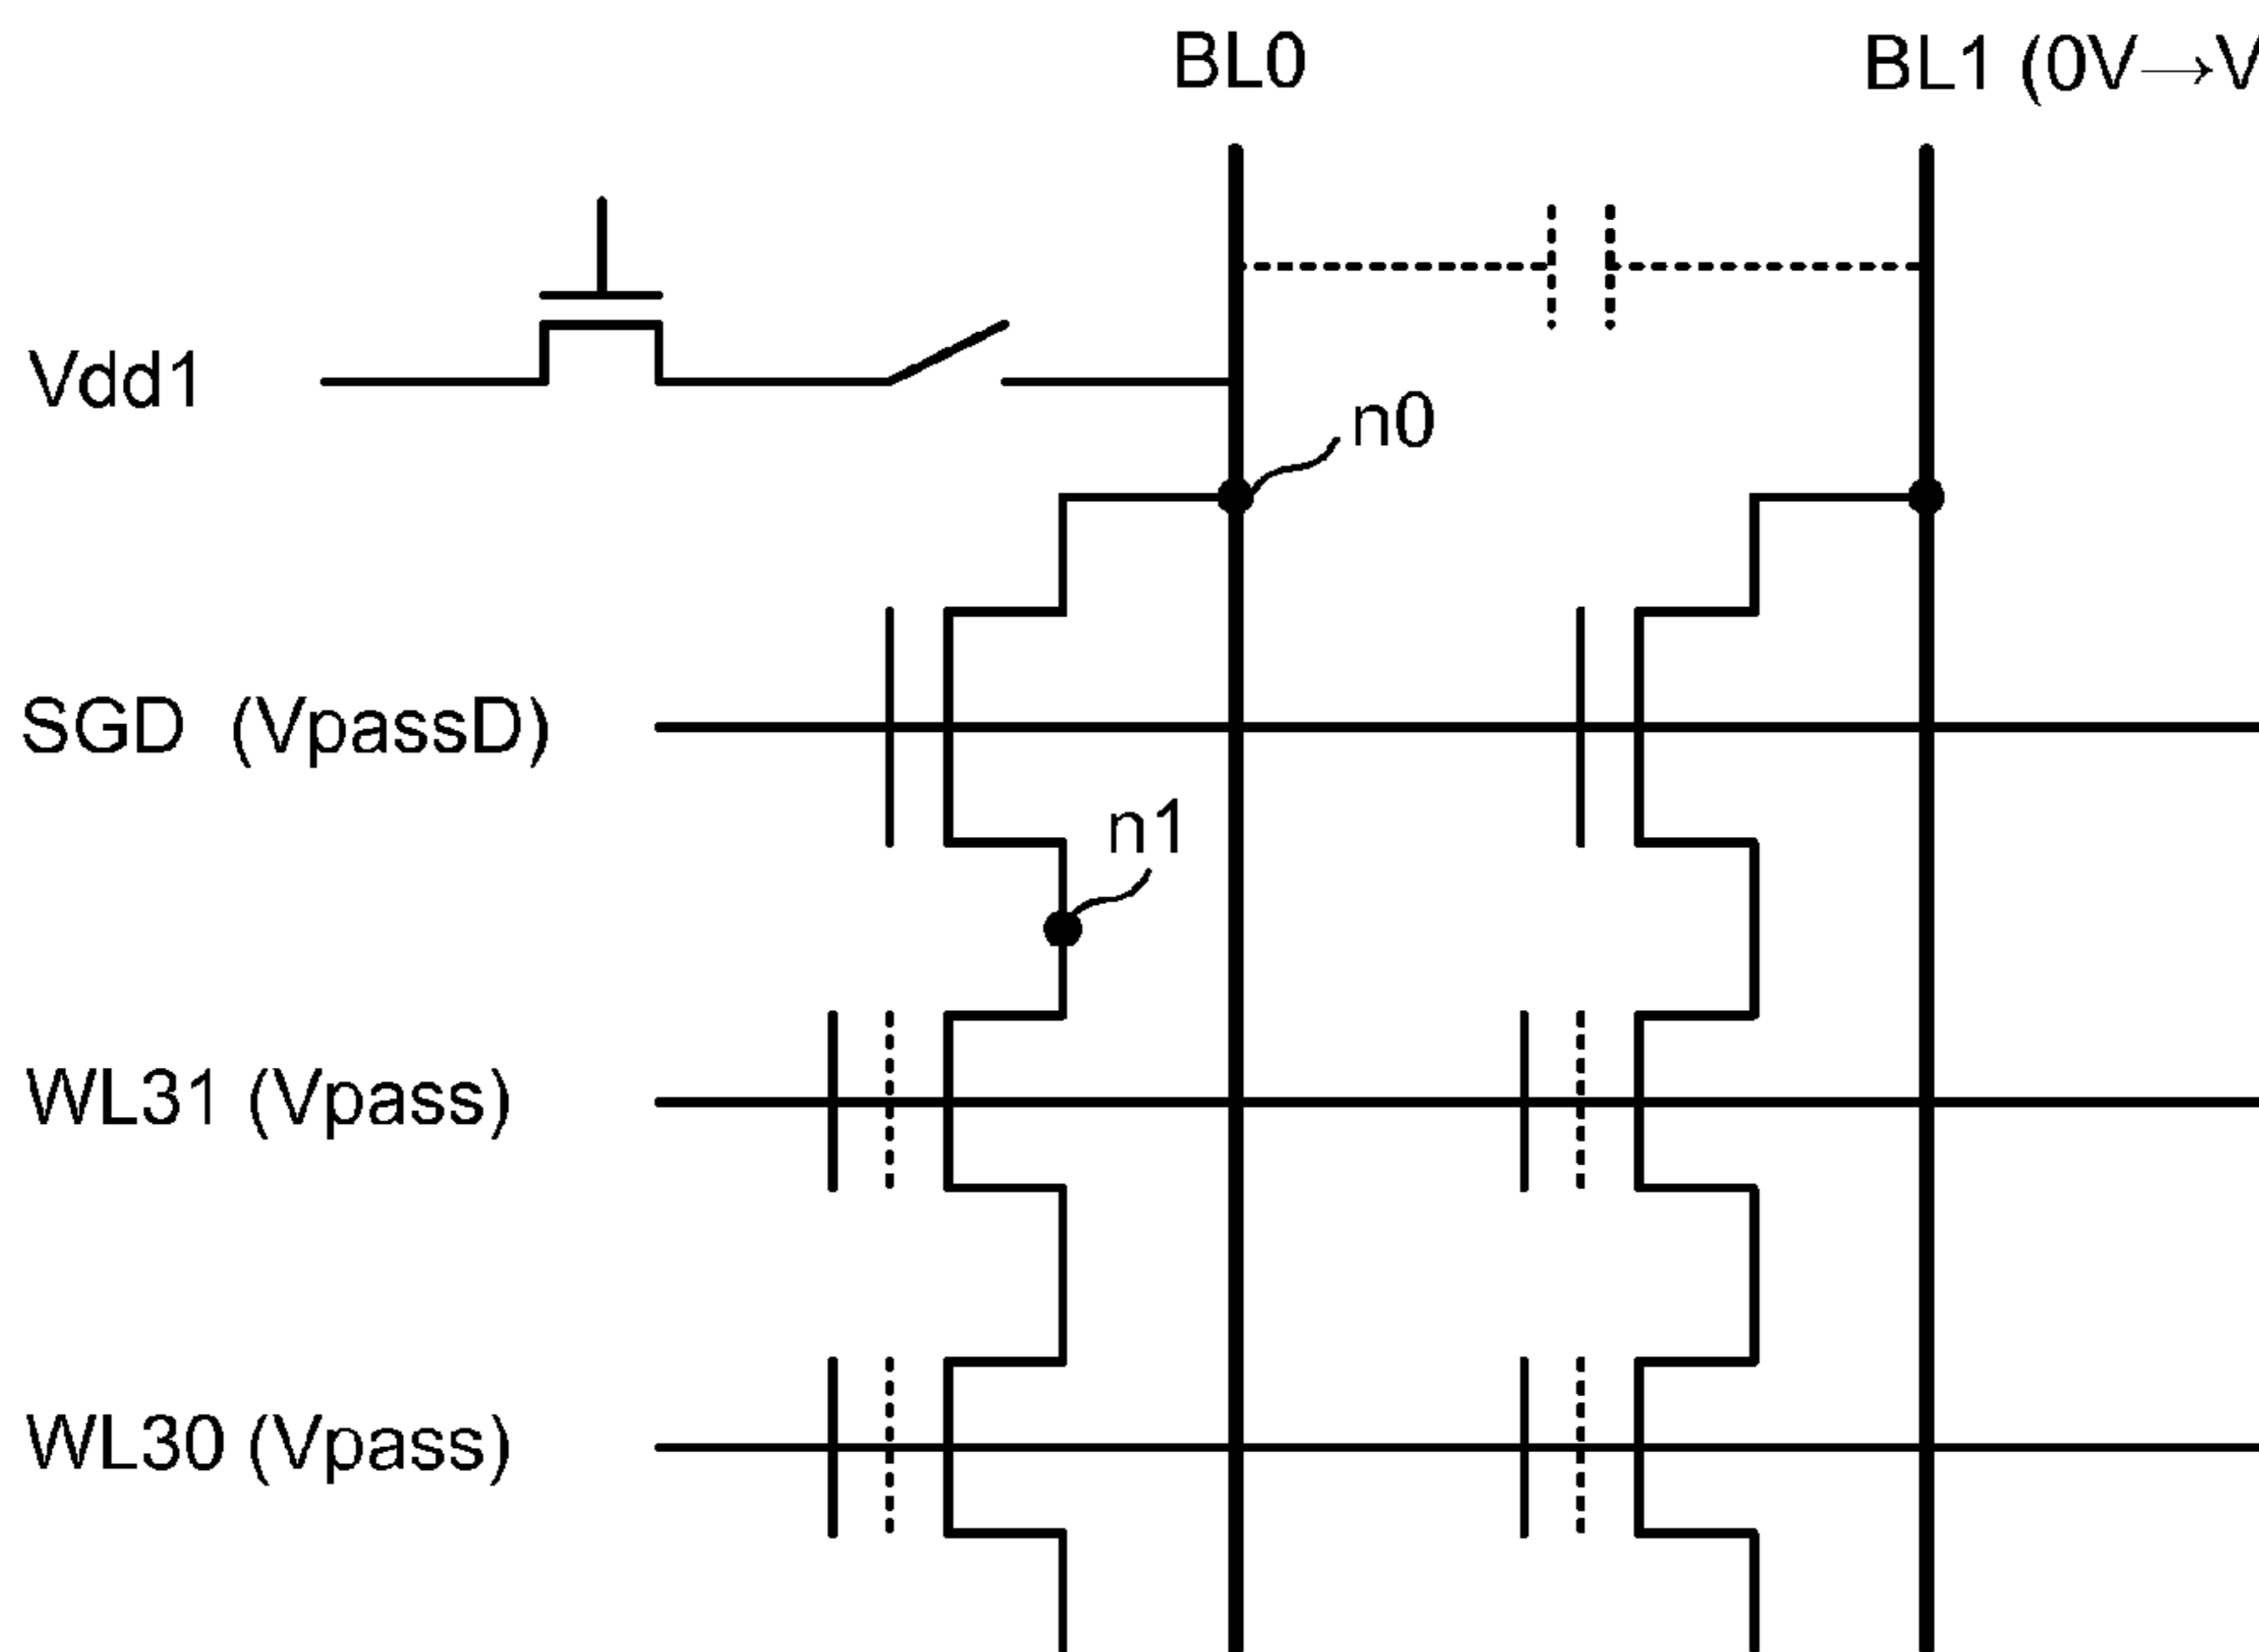 BL0
BL1 (0V→V
Vdd1
n0
SGD (VpassD)
n1
WL31 (Vpass)
WL30 (Vpass)